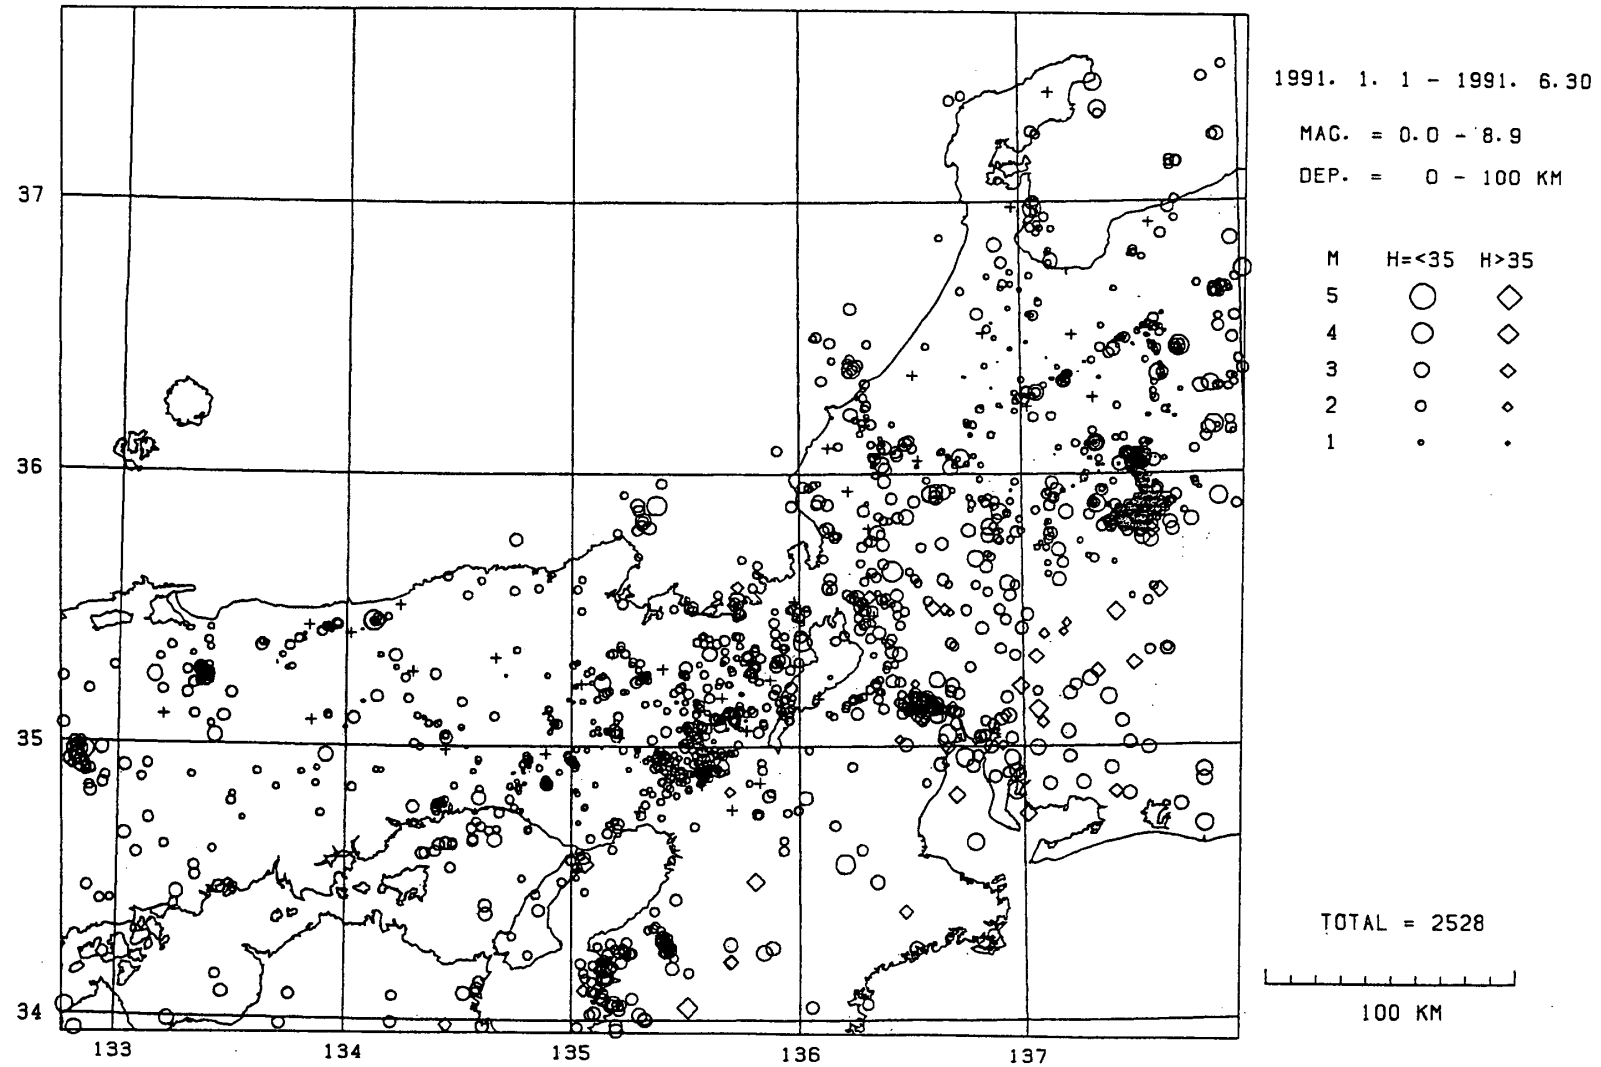 1991. 1. 1 - 1991. 6.30
MAG. = 0.0 - 8.9
DEP. = 0 - 100 KM
M H=<35 H>35
5
4
3
2
1
TOTAL = 2528
100 KM
37
36
35
34
133 134 135 136 137